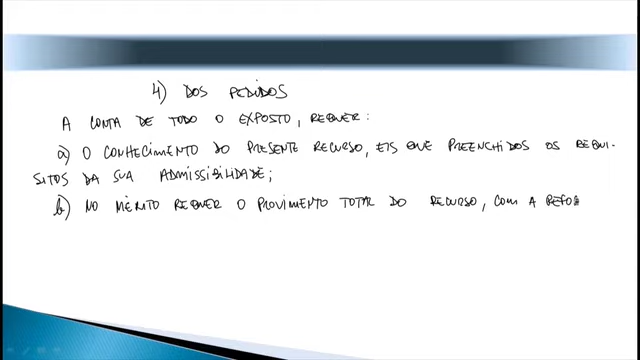 4) DOS PEDIDOS
A CONTA DE TODO O EXPOSTO, REQUER:
a) O CONHECIMENTO DO PRESENTE RECURSO, EIS QUE PREENCHIDOS OS REQUI-
SITOS DA SUA ADMISSIBILIDADE;
b) NO MÉRITO REQUER O PROVIMENTO TOTAL DO RECURSO, COM A REFOR